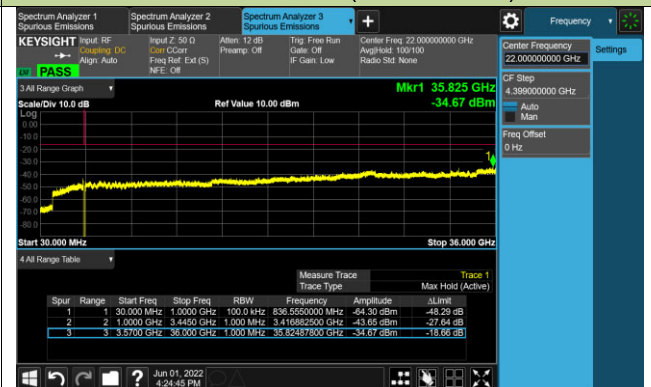 Spectrum Analyzer 1
Spurious Emissions
Spectrum Analyzer 2
Spurious Emissions
Spectrum Analyzer 3
Spurious Emissions
Frequency
KEYSIGHT
Input: RF
Coupling: DC
Align: Auto
Input Z: 50 Ω
Corr CCorr
Freq Ref: Ext (S)
NFE: Off
Atten: 12 dB
Preamp: Off
Trig: Free Run
Gate: Off
IF Gain: Low
Center Freq: 22.000000000 GHz
Avg|Hold: 100/100
Radio Std: None
PASS
Center Frequency
22.000000000 GHz
Settings
CF Step
4.399000000 GHz
Auto
Man
Freq Offset
0 Hz
3 All Range Graph
Mkr1 35.825 GHz
Scale/Div 10.0 dB
Ref Value 10.00 dBm
-34.67 dBm
Log
0.00
-10.0
-20.0
-30.0
-40.0
-50.0
-60.0
-70.0
-80.0
1
Start 30.000 MHz
Stop 36.000 GHz
4 All Range Table
Measure Trace Trace 1
Trace Type Max Hold (Active)
Spur Range Start Freq Stop Freq RBW Frequency Amplitude ΔLimit
1 1 30.000 MHz 1.0000 GHz 100.0 kHz 836.5550000 MHz -64.30 dBm -48.29 dB
2 2 1.0000 GHz 3.4450 GHz 1.000 MHz 3.416882500 GHz -43.65 dBm -27.64 dB
3 3 3.5700 GHz 36.000 GHz 1.000 MHz 35.82487800 GHz -34.67 dBm -18.66 dB
?
Jun 01, 2022
4:24:45 PM